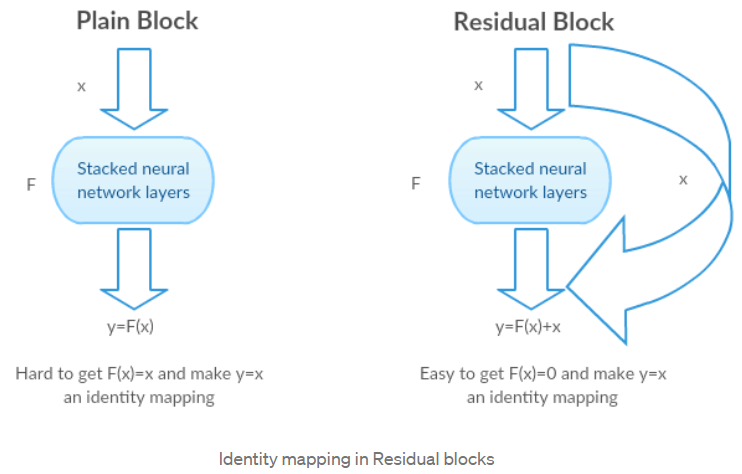 Plain Block
x
F
Stacked neural
network layers
y=F(x)
Hard to get F(x)=x and make y=x
an identity mapping
Residual Block
x
F
Stacked neural
network layers
x
y=F(x)+x
Easy to get F(x)=0 and make y=x
an identity mapping
Identity mapping in Residual blocks